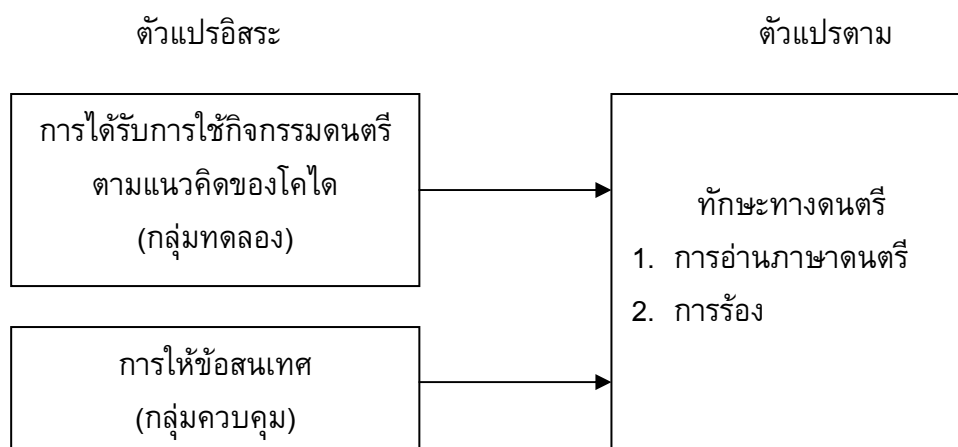 ตัวแปรอิสระ
ตัวแปรตาม
การได้รับการใช้กิจกรรมดนตรี
ตามแนวคิดของโคได
(กลุ่มทดลอง)
การให้ข้อสนเทศ
(กลุ่มควบคุม)
ทักษะทางดนตรี
1. การอ่านภาษาดนตรี
2. การร้อง